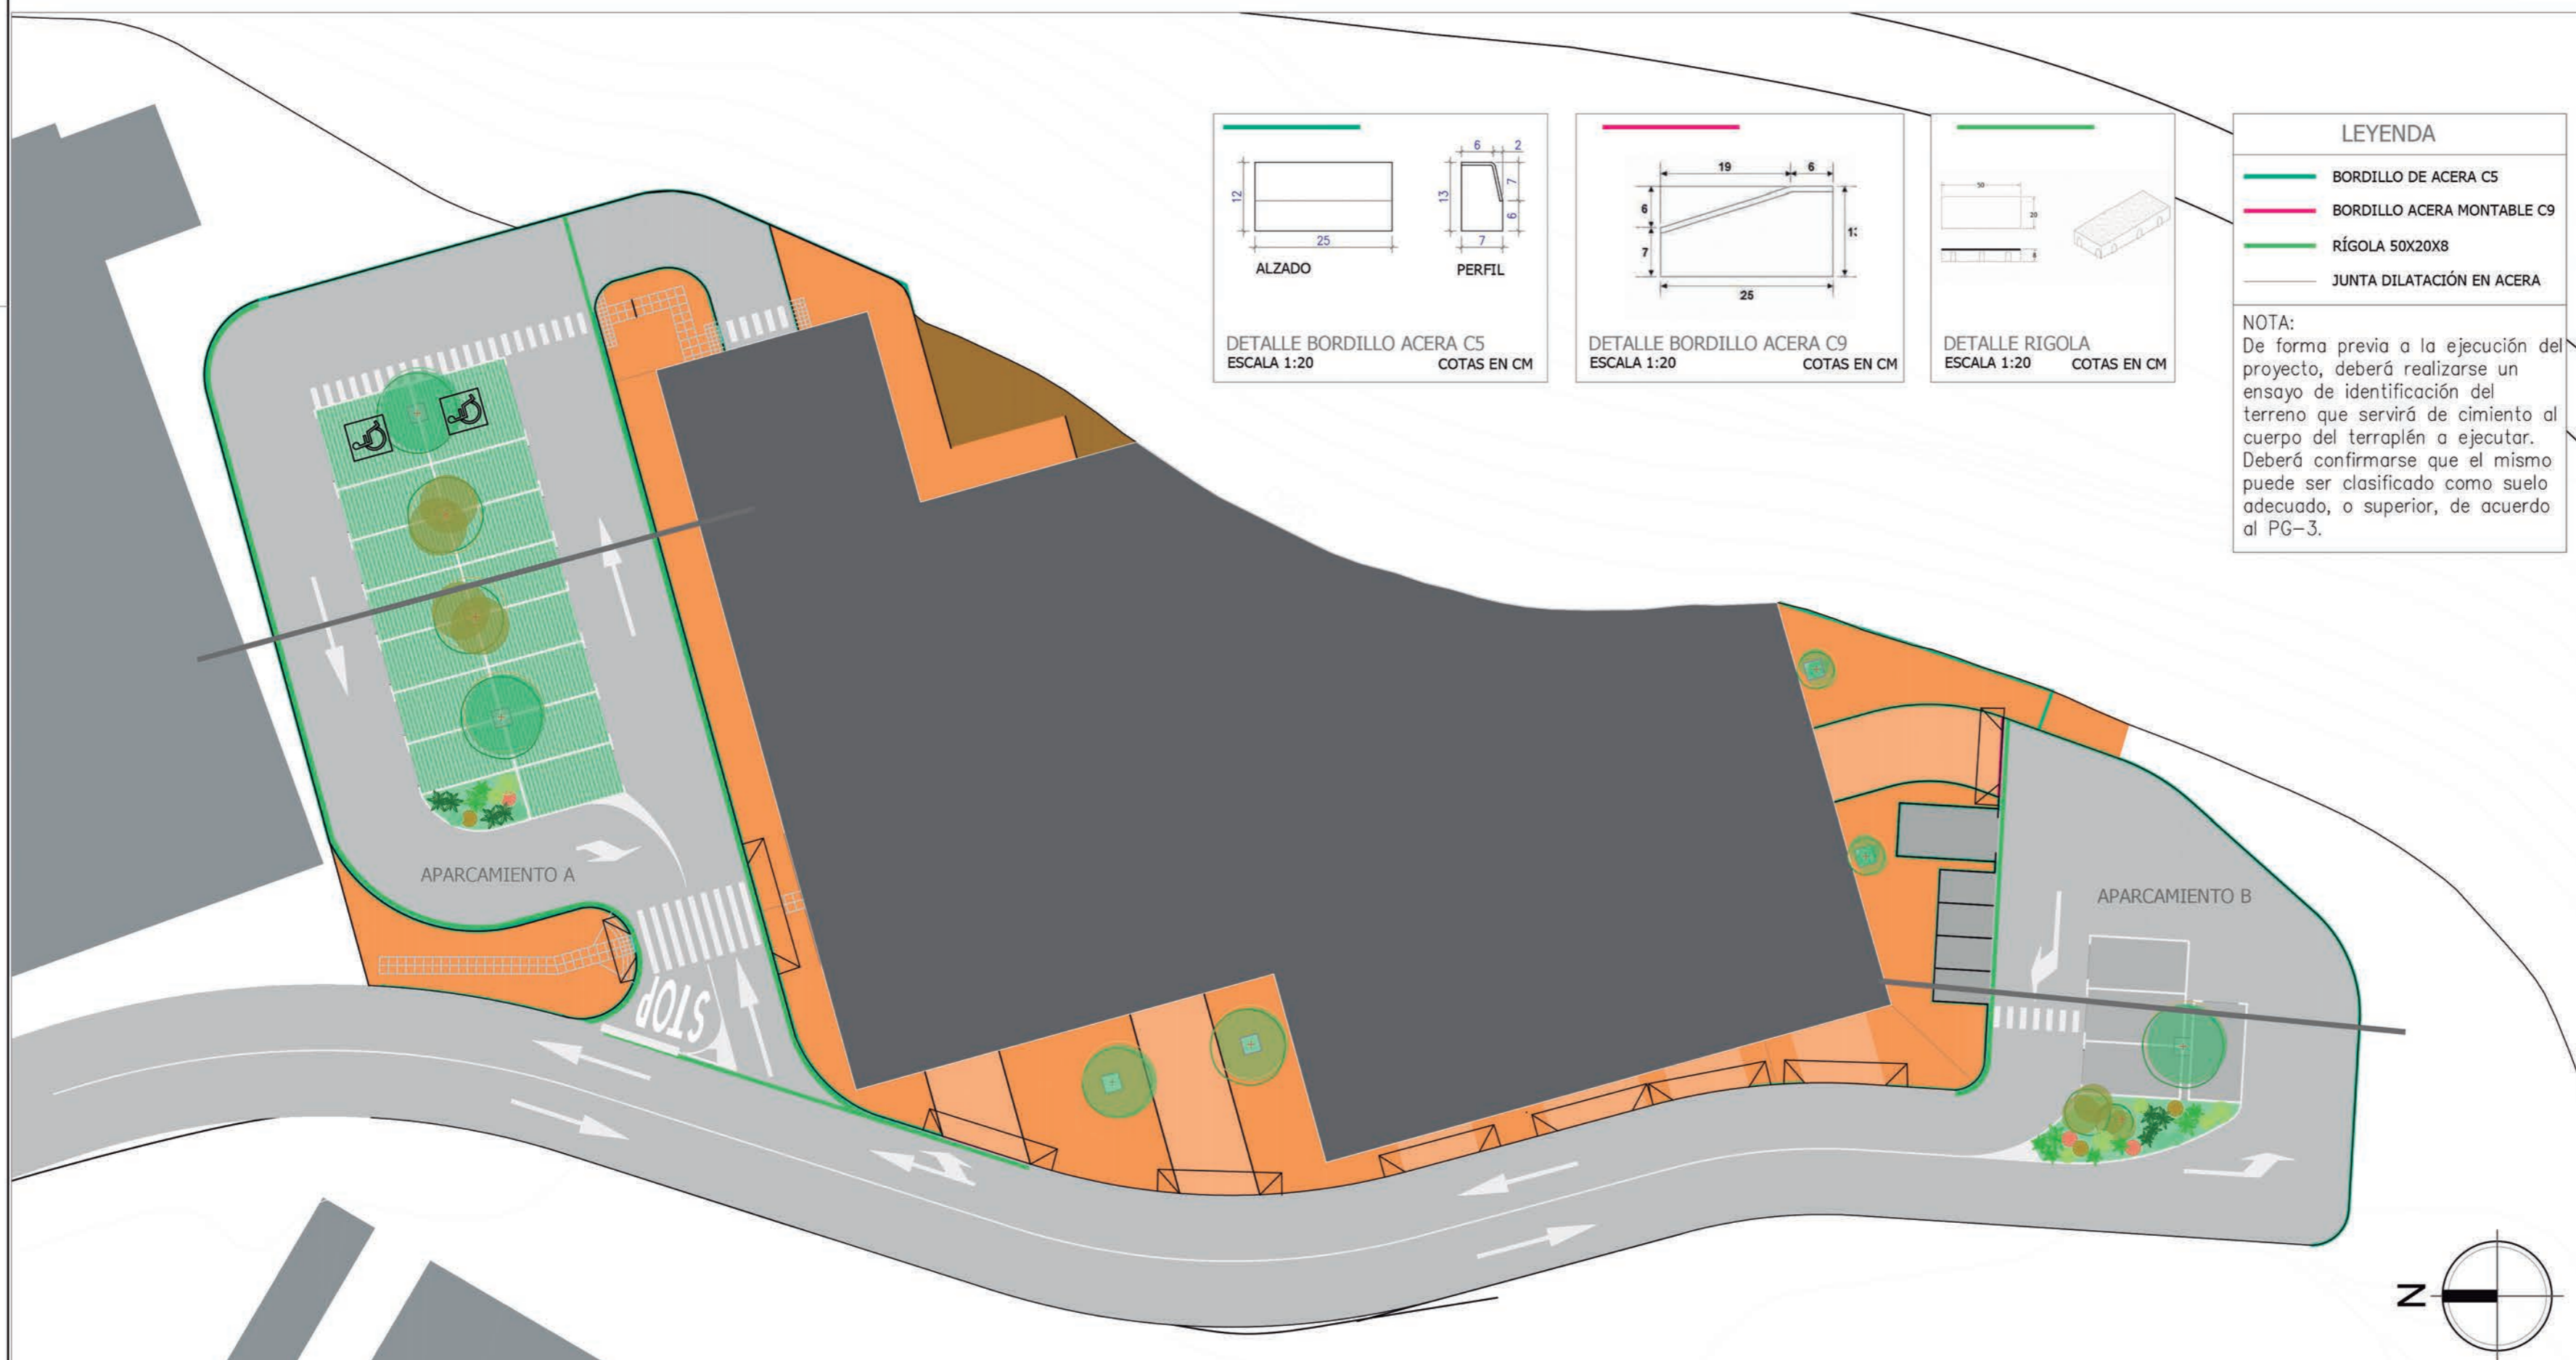 6 2
12
25
13
7
6
7
ALZADO
PERFIL
DETALLE BORDILLO ACERA C5
ESCALA 1:20 COTAS EN CM
19 6
6
7
25
DETALLE BORDILLO ACERA C9
ESCALA 1:20 COTAS EN CM
50
20
8
DETALLE RIGOLA
ESCALA 1:20 COTAS EN CM
LEYENDA
BORDILLO DE ACERA C5
BORDILLO ACERA MONTABLE C9
RÍGOLA 50X20X8
JUNTA DILATACIÓN EN ACERA
NOTA:
De forma previa a la ejecución del
proyecto, deberá realizarse un
ensayo de identificación del
terreno que servirá de cimiento al
cuerpo del terraplén a ejecutar.
Deberá confirmarse que el mismo
puede ser clasificado como suelo
adecuado, o superior, de acuerdo
al PG-3.
APARCAMIENTO A
STOP
APARCAMIENTO B
N